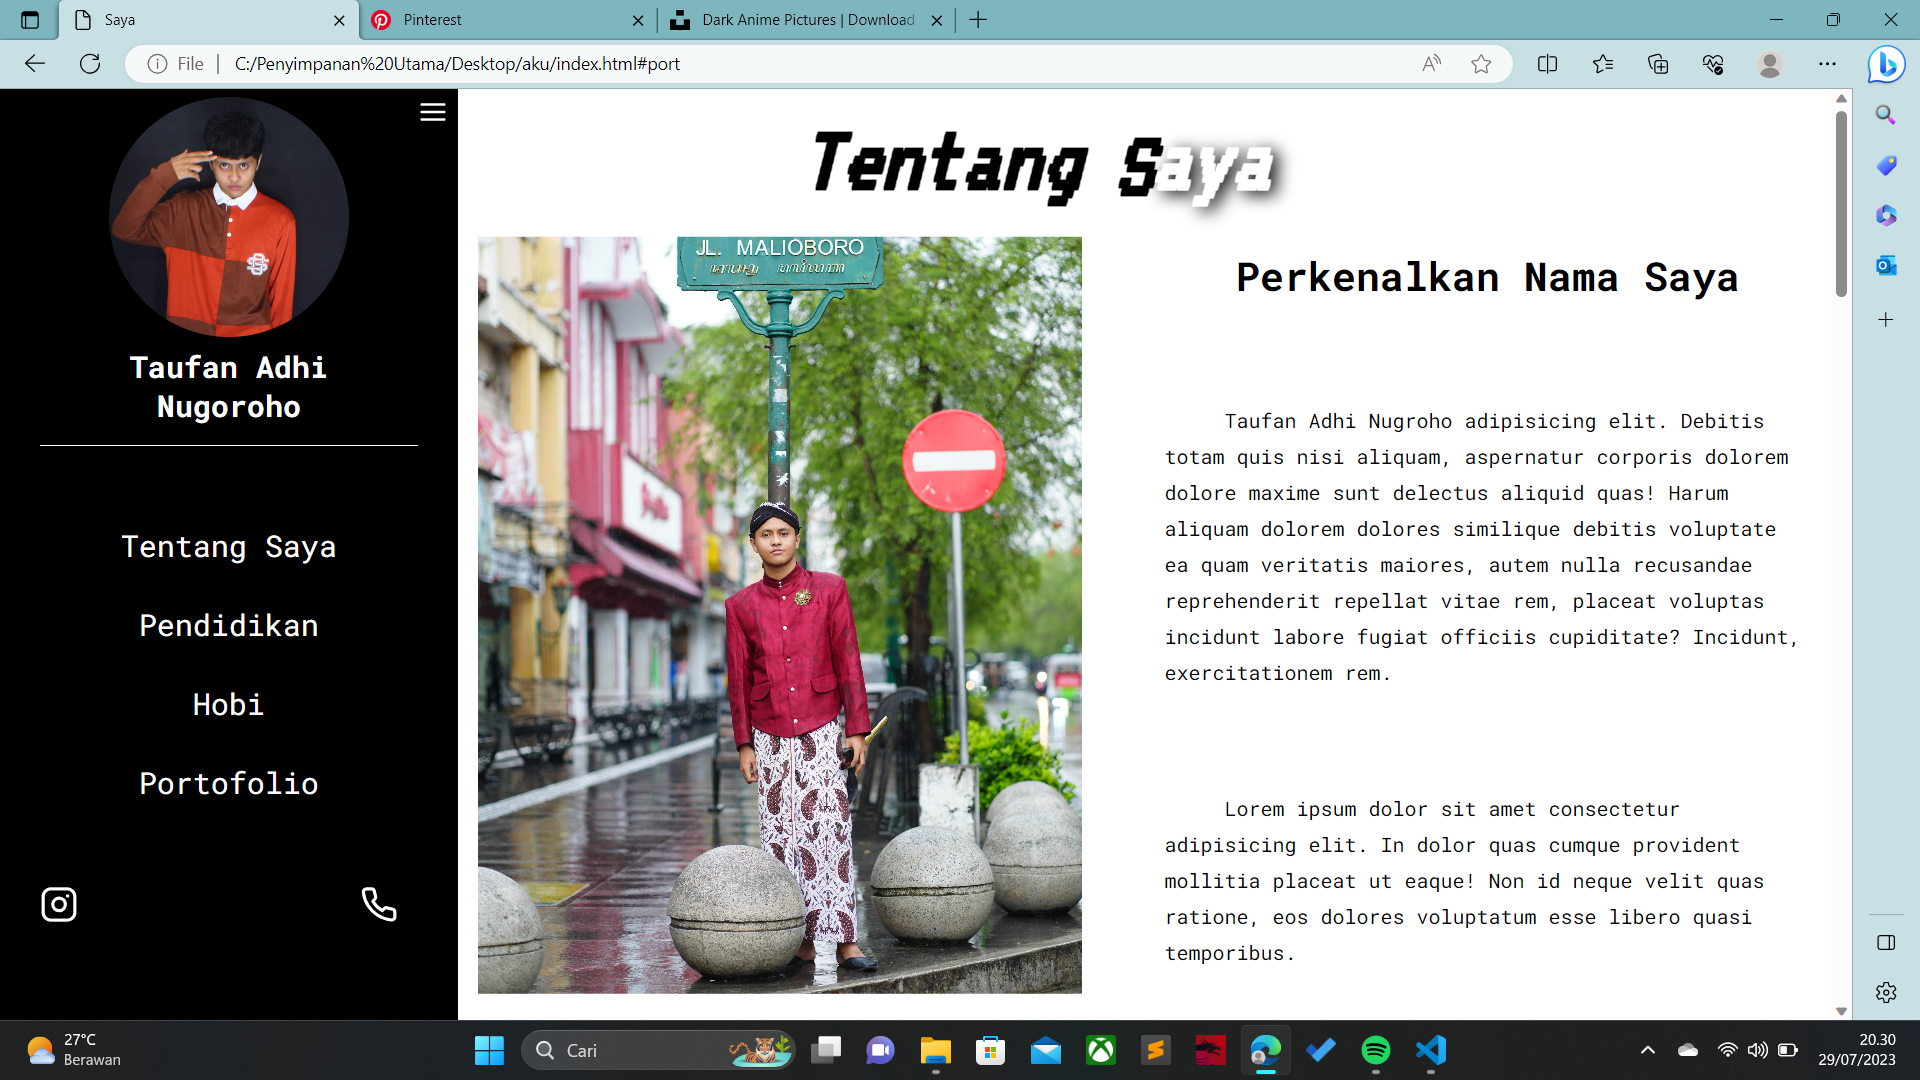 Saya
Pinterest
Dark Anime Pictures | Download
File
C:/Penyimpanan%20Utama/Desktop/aku/index.html#port
Taufan Adhi
Nugoroho
Tentang Saya
Pendidikan
Hobi
Portofolio
Tentang Saya
JL. MALIOBORO
Perkenalkan Nama Saya
Taufan Adhi Nugroho adipisicing elit. Debitis
totam quis nisi aliquam, aspernatur corporis dolorem
dolore maxime sunt delectus aliquid quas! Harum
aliquam dolorem dolores similique debitis voluptate
ea quam veritatis maiores, autem nulla recusandae
reprehenderit repellat vitae rem, placeat voluptas
incidunt labore fugiat officiis cupiditate? Incidunt,
exercitationem rem.
Lorem ipsum dolor sit amet consectetur
adipisicing elit. In dolor quas cumque provident
mollitia placeat ut eaque! Non id neque velit quas
ratione, eos dolores voluptatum esse libero quasi
temporibus.
27°C
Berawan
Cari
20.30
29/07/2023